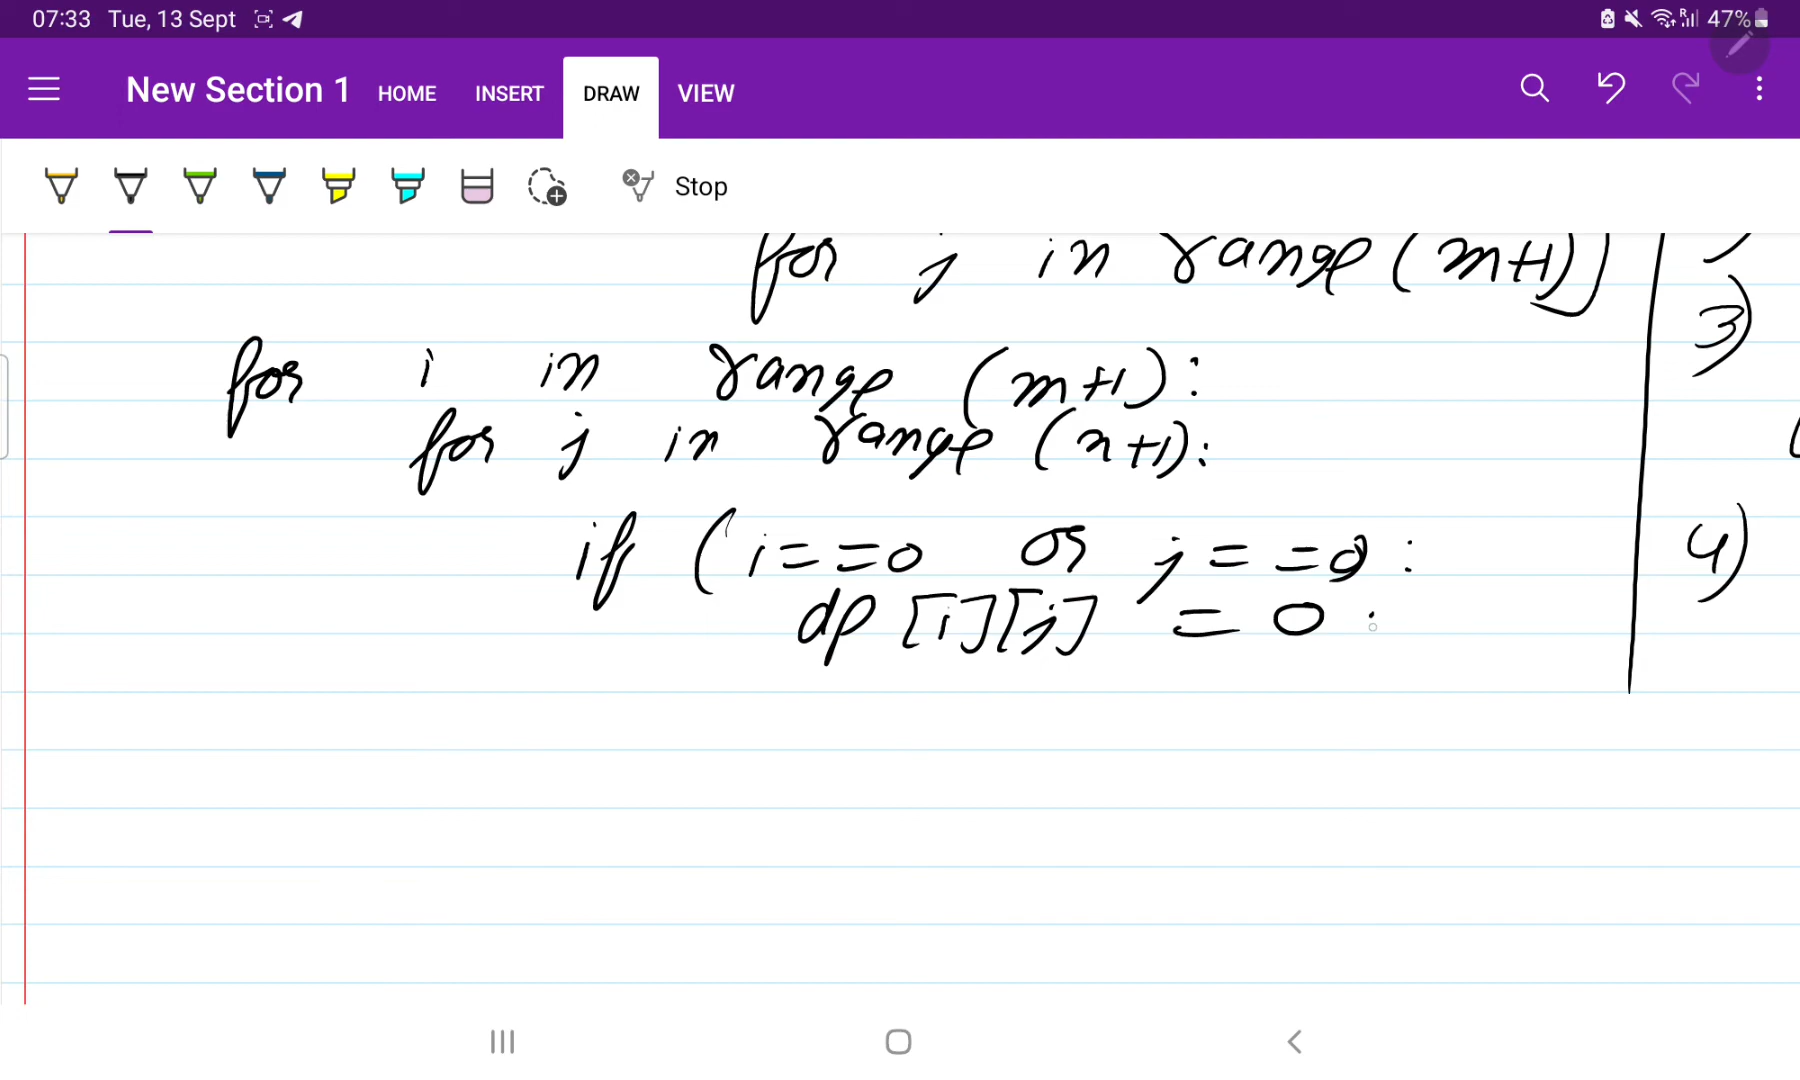 07:33 Tue, 13 Sept 47%
New Section 1 HOME INSERT DRAW VIEW
Stop
for j in range (m+1)]
3)
for i in range (m+1):
for j in range (n+1):
if (i==0 or j==0):
4)
dp[i][j] = 0: